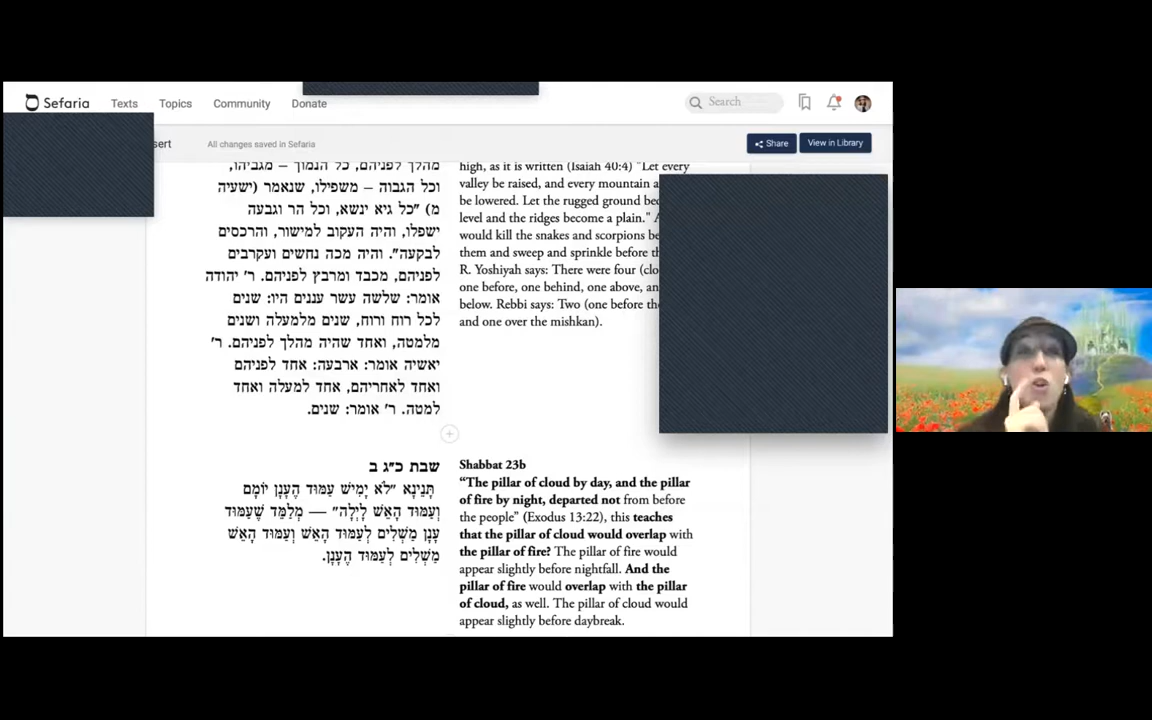 Sefaria Texts Topics Community Donate Search
sert All changes saved in Sefaria Share View in Library
מהלך לפניהם, כל הנמוך – מגביהו,
וכל הגבוה – משפילו, שנאמר (ישעיה
מ) "כל גיא ינשא, וכל הר וגבעה
ישפלו, והיה העקוב למישור, והרכסים
לבקעה". והיה מכה נחשים ועקרבים
לפניהם, מכבד ומרבץ לפניהם. ר' יהודה
אומר: שלשה עשר עננים היו: שנים
לכל רוח ורוח, שנים מלמעלה ושנים
מלמטה, ואחד שהיה מהלך לפניהם. ר'
יאשיה אומר: ארבעה: אחד לפניהם
ואחד לאחריהם, אחד למעלה ואחד
למטה. ר' אומר: שנים.
high, as it is written (Isaiah 40:4) "Let every
valley be raised, and every mountain a
be lowered. Let the rugged ground bec
level and the ridges become a plain."
would kill the snakes and scorpions be
them and sweep and sprinkle before th
R. Yoshiyah says: There were four (clo
one before, one behind, one above, an
below. Rebbi says: Two (one before the
and one over the mishkan).
שבת כ״ג ב
תָּנֵינָא ״לֹא יָמִישׁ עַמּוּד הֶעָנָן יוֹמָם
וְעַמּוּד הָאֵשׁ לָיְלָה״ — מְלַמֵּד שֶׁעַמּוּד
עָנָן מַשְׁלִים לְעַמּוּד הָאֵשׁ וְעַמּוּד הָאֵשׁ
מַשְׁלִים לְעַמּוּד הֶעָנָן.
Shabbat 23b
“The pillar of cloud by day, and the pillar
of fire by night, departed not from before
the people” (Exodus 13:22), this teaches
that the pillar of cloud would overlap with
the pillar of fire? The pillar of fire would
appear slightly before nightfall. And the
pillar of fire would overlap with the pillar
of cloud, as well. The pillar of cloud would
appear slightly before daybreak.